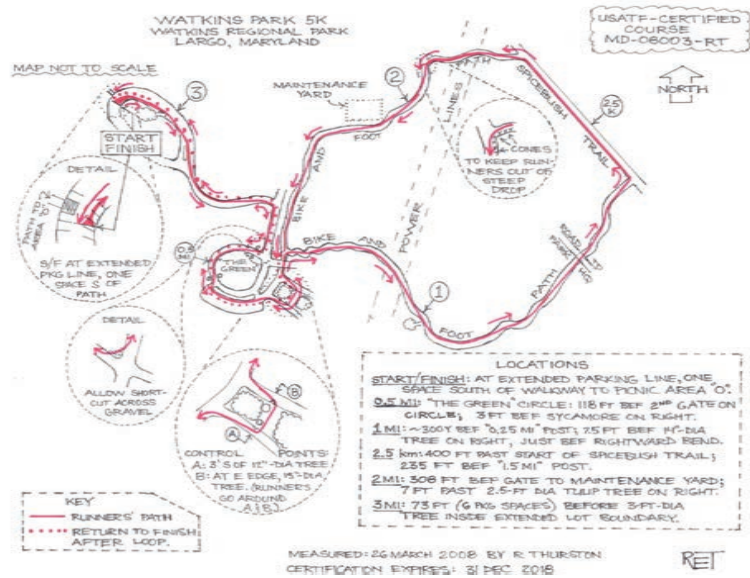 WATKINS PARK 5K
WATKINS REGIONAL PARK
LARGO, MARYLAND
USATF-CERTIFIED
COURSE
MD-08003-RT
NORTH
MAP NOT TO SCALE
MAINTENANCE
YARD
3
2
2.5
K
1
0.5
MI
START
FINISH
FOOT
PATH
SPICEBUSH
TRAIL
POWER
LINES
BIKE AND
BIKE AND
FOOT
PATH
ROAD TO
PARK HQ
THE
GREEN
CONES
TO KEEP RUN-
NERS OUT OF
STEEP
DROP
DETAIL
PATH TO
AREA "O"
S/F AT EXTENDED
PKG LINE, ONE
SPACE S OF
PATH
DETAIL
ALLOW SHORT-
CUT ACROSS
GRAVEL
A
B
CONTROL POINTS:
A: 3' S OF 12"-DIA TREE
B: AT E EDGE, 15"-DIA
TREE. (RUNNERS
GO AROUND
A & B)
LOCATIONS
START/FINISH: AT EXTENDED PARKING LINE, ONE
SPACE SOUTH OF WALKWAY TO PICNIC AREA "O".
0.5 MI: "THE GREEN" CIRCLE: 118 FT BEF 2ND GATE ON
CIRCLE; 3 FT BEF SYCAMORE ON RIGHT.
1 MI: ~300Y BEF "0.25 MI" POST; 75FT BEF 14"-DIA
TREE ON RIGHT, JUST BEF RIGHTWARD BEND.
2.5 km: 400 FT PAST START OF SPICEBUSH TRAIL;
235 FT BEF "1.5 MI" POST.
2 MI: 308 FT BEF GATE TO MAINTENANCE YARD;
7 FT PAST 2.5-FT DIA TULIP TREE ON RIGHT.
3 MI: 73 FT (6 PKG SPACES) BEFORE 3-FT-DIA
TREE INSIDE EXTENDED LOT BOUNDARY.
KEY
RUNNERS' PATH
RETURN TO FINISH
AFTER LOOP.
MEASURED: 26 MARCH 2008 BY R THURSTON
CERTIFICATION EXPIRES: 31 DEC 2018
RET